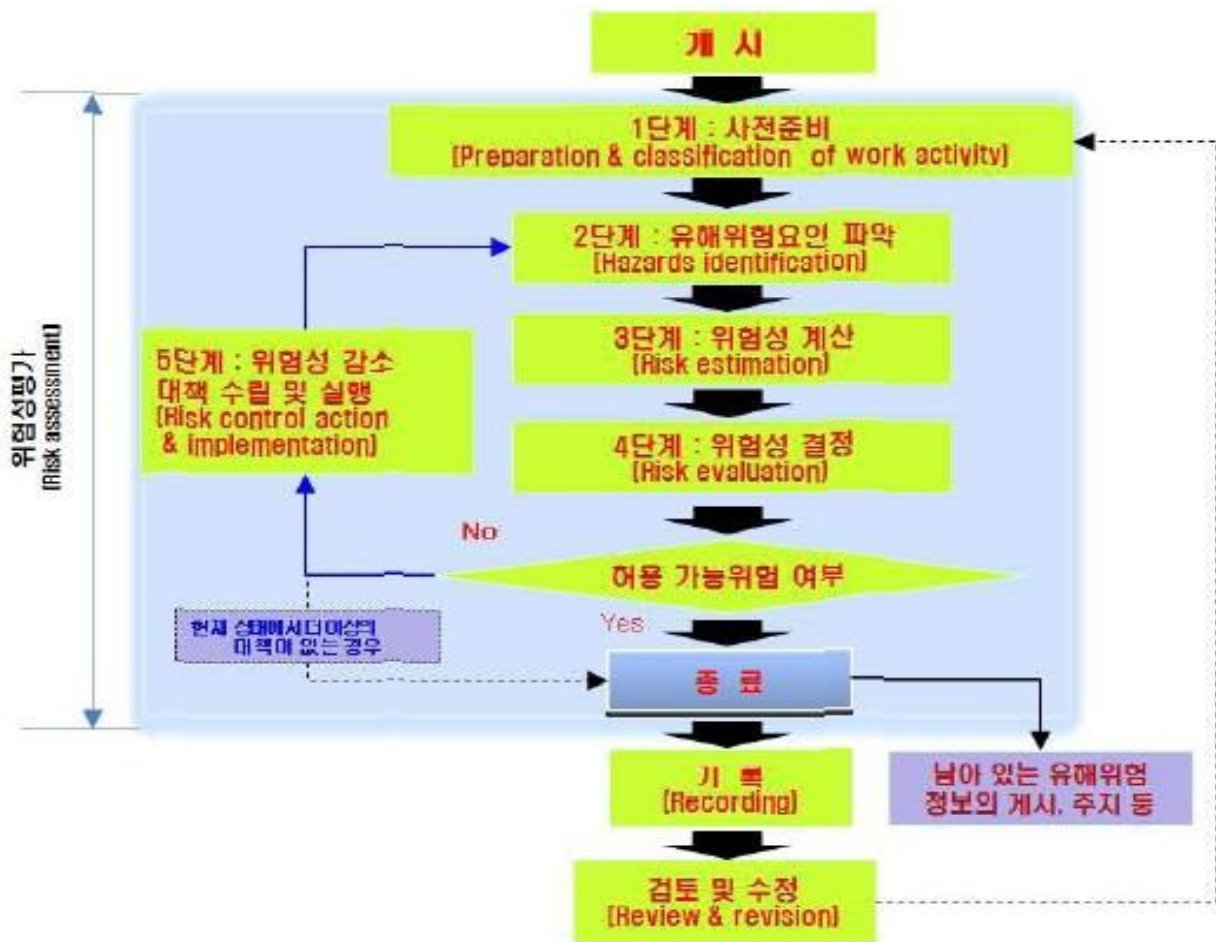 개 시
1단계 : 사전준비
(Preparation & classification of work activity)
2단계 : 유해위험요인 파악
(Hazards identification)
3단계 : 위험성 계산
(Risk estimation)
5단계 : 위험성 감소
대책 수립 및 실행
(Risk control action
& implementation)
4단계 : 위험성 결정
(Risk evaluation)
위험성평가
(Risk assessment)
No
허용 가능위험 여부
Yes
현재 상태에서 더 이상의
대책이 없는 경우
종 료
기 록
(Recording)
남아 있는 유해위험
정보의 게시, 주지 등
검토 및 수정
(Review & revision)